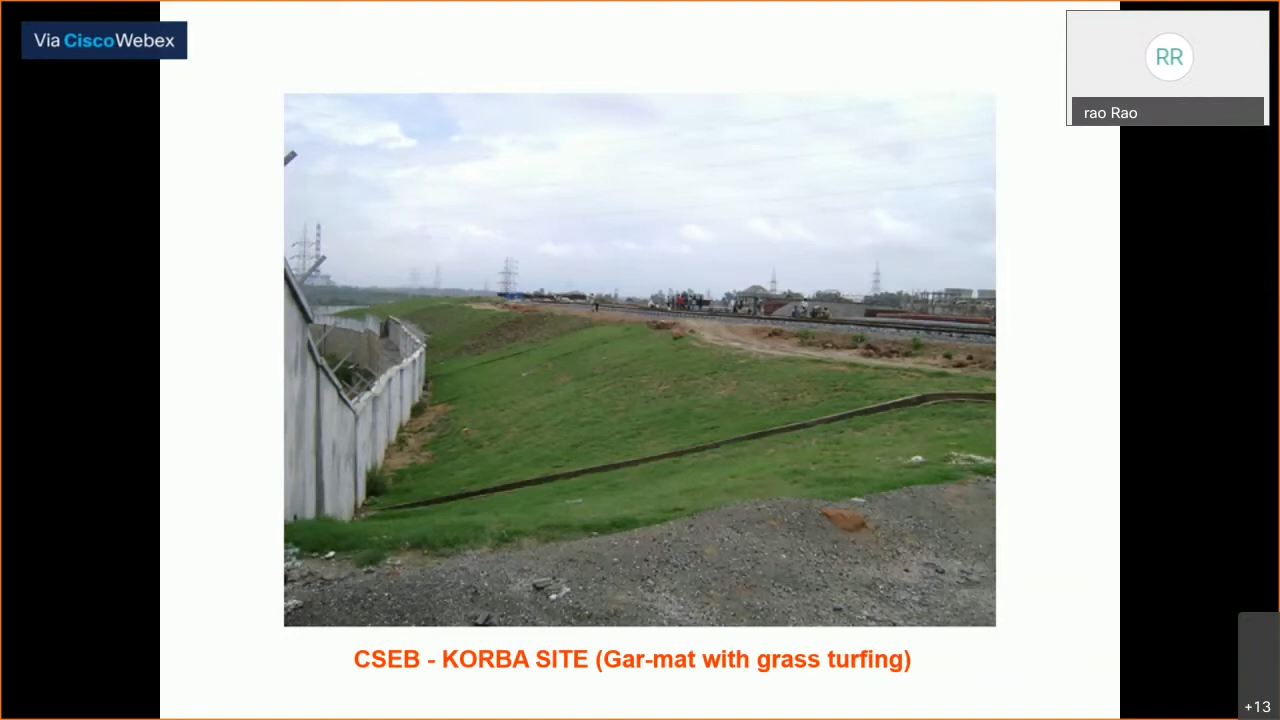 Via CiscoWebex
RR
rao Rao
CSEB - KORBA SITE (Gar-mat with grass turfing)
+13